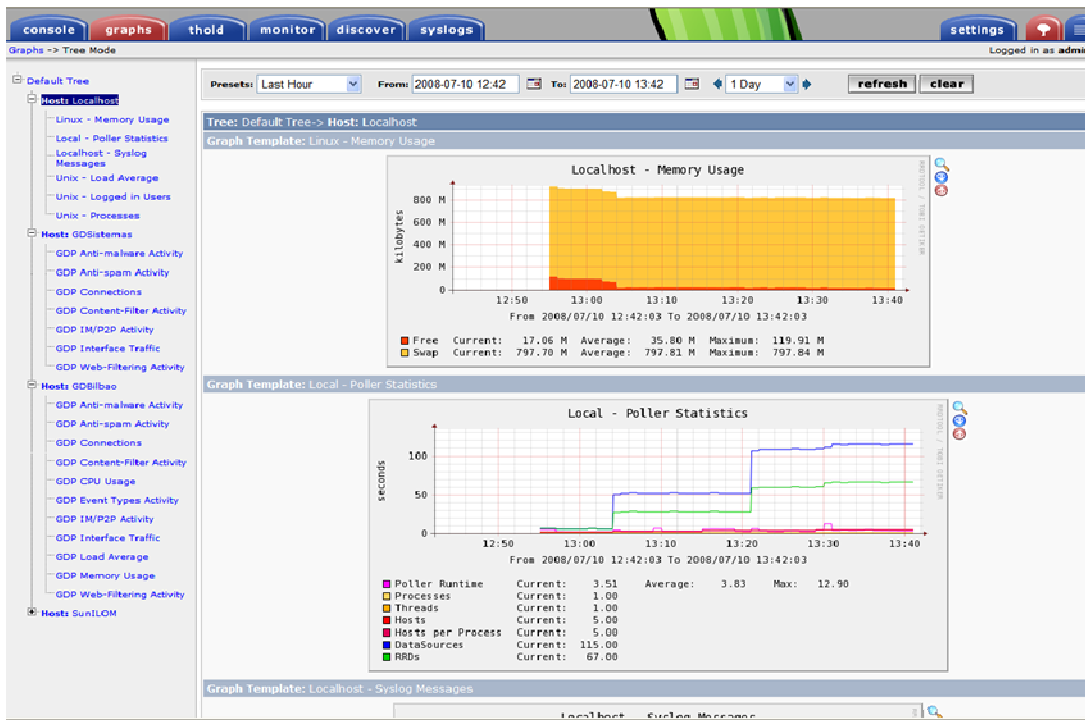 console graphs thold monitor discover syslogs settings
Graphs -> Tree Mode Logged in as admin
Default Tree
Host: Localhost
Linux - Memory Usage
Local - Poller Statistics
Localhost - Syslog
Messages
Unix - Load Average
Unix - Logged in Users
Unix - Processes
Host: GDSistemas
GDP Anti-malware Activity
GDP Anti-spam Activity
GDP Connections
GDP Content-Filter Activity
GDP IM/P2P Activity
GDP Interface Traffic
GDP Web-Filtering Activity
Host: GDBilbao
GDP Anti-malware Activity
GDP Anti-spam Activity
GDP Connections
GDP Content-Filter Activity
GDP CPU Usage
GDP Event Types Activity
GDP IM/P2P Activity
GDP Interface Traffic
GDP Load Average
GDP Memory Usage
GDP Web-Filtering Activity
Host: SunILOM
Presets: Last Hour From: 2008-07-10 12:42 To: 2008-07-10 13:42 1 Day refresh clear
Tree: Default Tree-> Host: Localhost
Graph Template: Linux - Memory Usage
Localhost - Memory Usage
RRDTOOL / TOBI OETIKER
kilobytes
800 M
600 M
400 M
200 M
0
12:50 13:00 13:10 13:20 13:30 13:40
From 2008/07/10 12:42:03 To 2008/07/10 13:42:03
Free Current: 17.06 M Average: 35.80 M Maximum: 119.91 M
Swap Current: 797.70 M Average: 797.81 M Maximum: 797.84 M
Graph Template: Local - Poller Statistics
Local - Poller Statistics
RRDTOOL / TOBI OETIKER
seconds
100
50
0
12:50 13:00 13:10 13:20 13:30 13:40
From 2008/07/10 12:42:03 To 2008/07/10 13:42:03
Poller Runtime Current: 3.51 Average: 3.83 Max: 12.90
Processes Current: 1.00
Threads Current: 1.00
Hosts Current: 5.00
Hosts per Process Current: 5.00
DataSources Current: 115.00
RRDs Current: 67.00
Graph Template: Localhost - Syslog Messages
Localhost - Syslog Messages